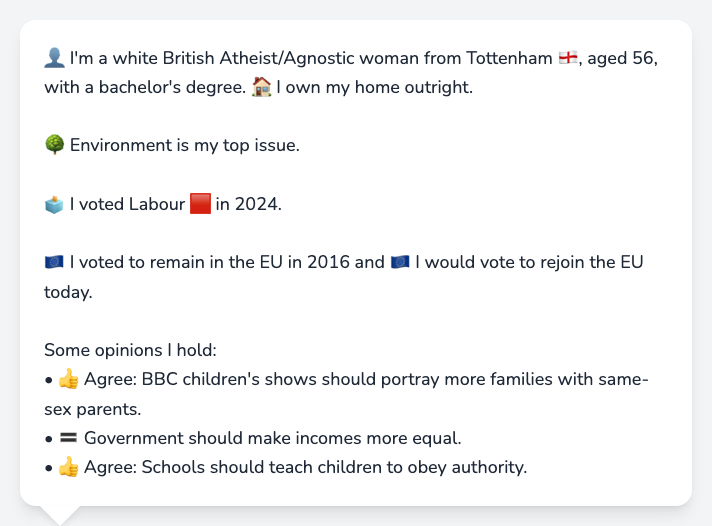 👤 I'm a white British Atheist/Agnostic woman from Tottenham 🏴󠁧󠁢󠁥󠁮󠁧󠁿, aged 56,
with a bachelor's degree. 🏠 I own my home outright.
🌳 Environment is my top issue.
🗳️ I voted Labour 🟥 in 2024.
🇪🇺 I voted to remain in the EU in 2016 and 🇪🇺 I would vote to rejoin the EU
today.
Some opinions I hold:
• 👍 Agree: BBC children's shows should portray more families with same-
sex parents.
• 🟰 Government should make incomes more equal.
• 👍 Agree: Schools should teach children to obey authority.